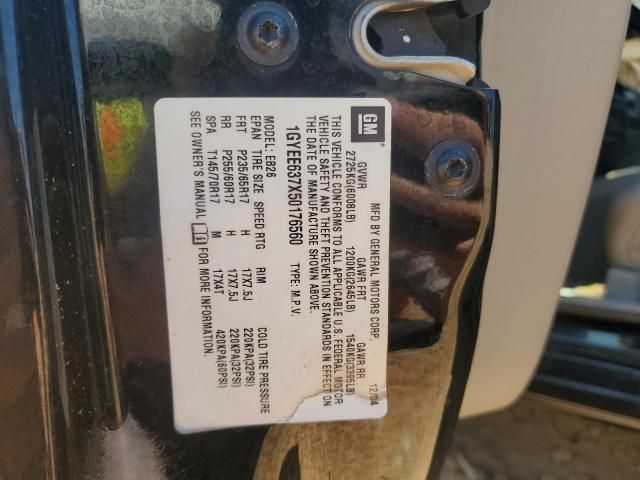 GM MFD BY GENERAL MOTORS CORP. 12/04
GVWR GAWR FRT GAWR RR
2725KG(6008LB) 1200KG(2645LB) 1540KG(3395LB)
THIS VEHICLE CONFORMS TO ALL APPLICABLE U.S. FEDERAL MOTOR
VEHICLE SAFETY AND THEFT PREVENTION STANDARDS IN EFFECT ON
THE DATE OF MANUFACTURE SHOWN ABOVE.
1GYEE637X50176560 TYPE: M.P.V.
MODEL: EB26
EPAN TIRE SIZE SPEED RTG RIM COLD TIRE PRESSURE
FRT P235/65R17 H 17X7.5J 220KPA(32PSI)
RR P255/60R17 H 17X7.5J 220KPA(32PSI)
SPA T145/70R17 M 17X4T 420KPA(60PSI)
SEE OWNER'S MANUAL FOR MORE INFORMATION.